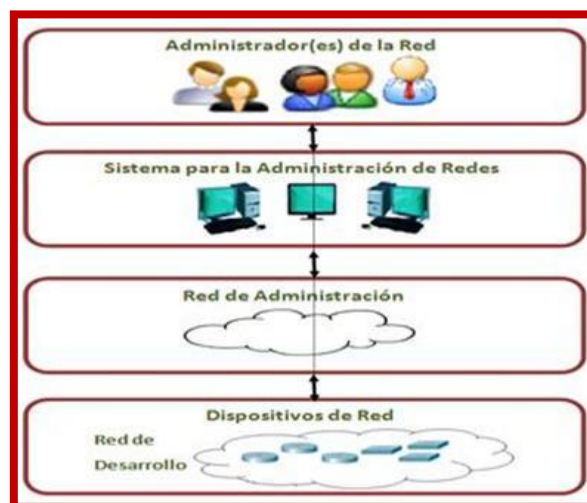 Administrador(es) de la Red
Sistema para la Administración de Redes
Red de Administración
Dispositivos de Red
Red de
Desarrollo